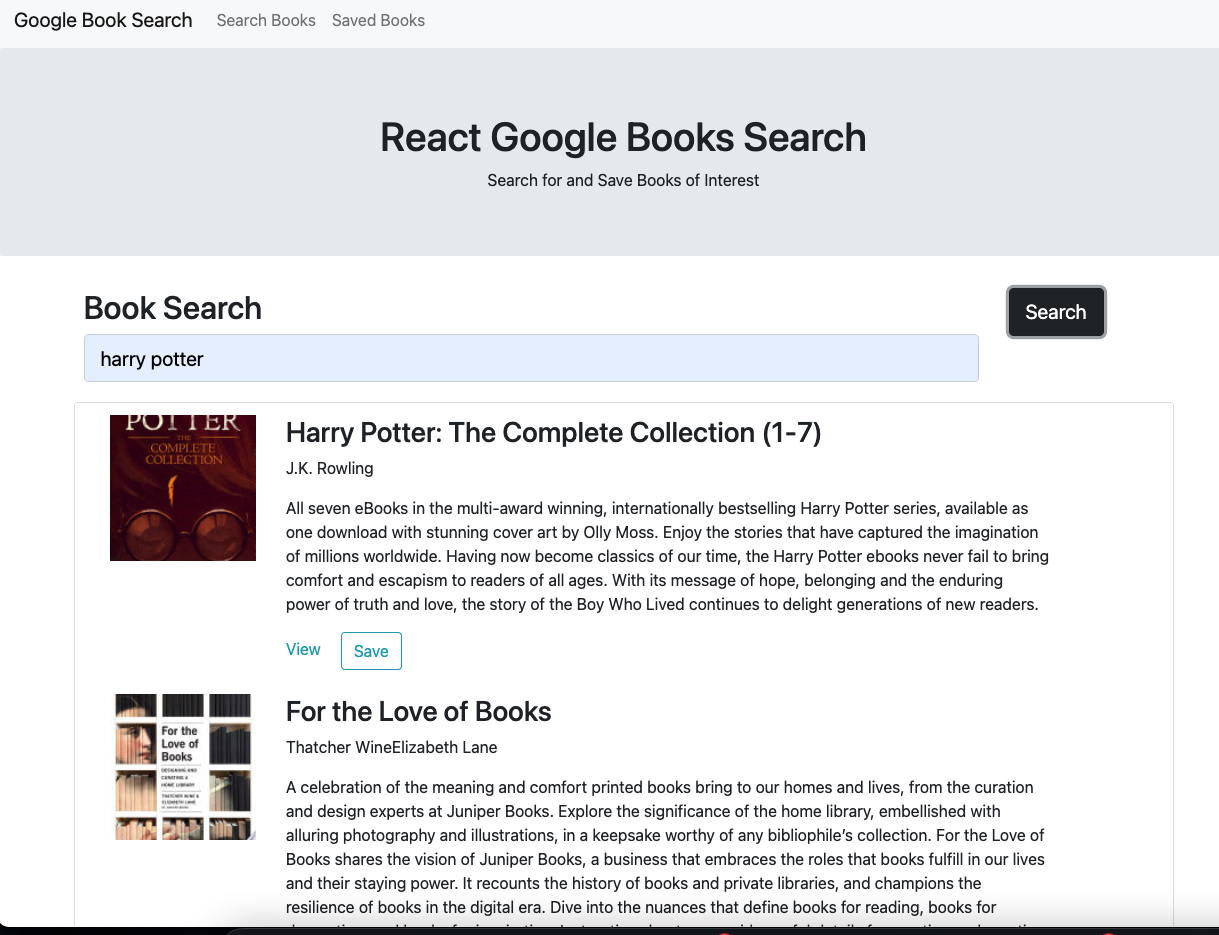 Google Book Search Search Books Saved Books
React Google Books Search
Search for and Save Books of Interest
Book Search
Search
harry potter
POTTER
THE
COMPLETE
COLLECTION
Harry Potter: The Complete Collection (1-7)
J.K. Rowling
All seven eBooks in the multi-award winning, internationally bestselling Harry Potter series, available as
one download with stunning cover art by Olly Moss. Enjoy the stories that have captured the imagination
of millions worldwide. Having now become classics of our time, the Harry Potter ebooks never fail to bring
comfort and escapism to readers of all ages. With its message of hope, belonging and the enduring
power of truth and love, the story of the Boy Who Lived continues to delight generations of new readers.
View Save
For the
Love of
Books
DESIGNING AND
CURATING A
HOME LIBRARY
THATCHER WINE &
ELIZABETH LANE
For the Love of Books
Thatcher WineElizabeth Lane
A celebration of the meaning and comfort printed books bring to our homes and lives, from the curation
and design experts at Juniper Books. Explore the significance of the home library, embellished with
alluring photography and illustrations, in a keepsake worthy of any bibliophile’s collection. For the Love of
Books shares the vision of Juniper Books, a business that embraces the roles that books fulfill in our lives
and their staying power. It recounts the history of books and private libraries, and champions the
resilience of books in the digital era. Dive into the nuances that define books for reading, books for